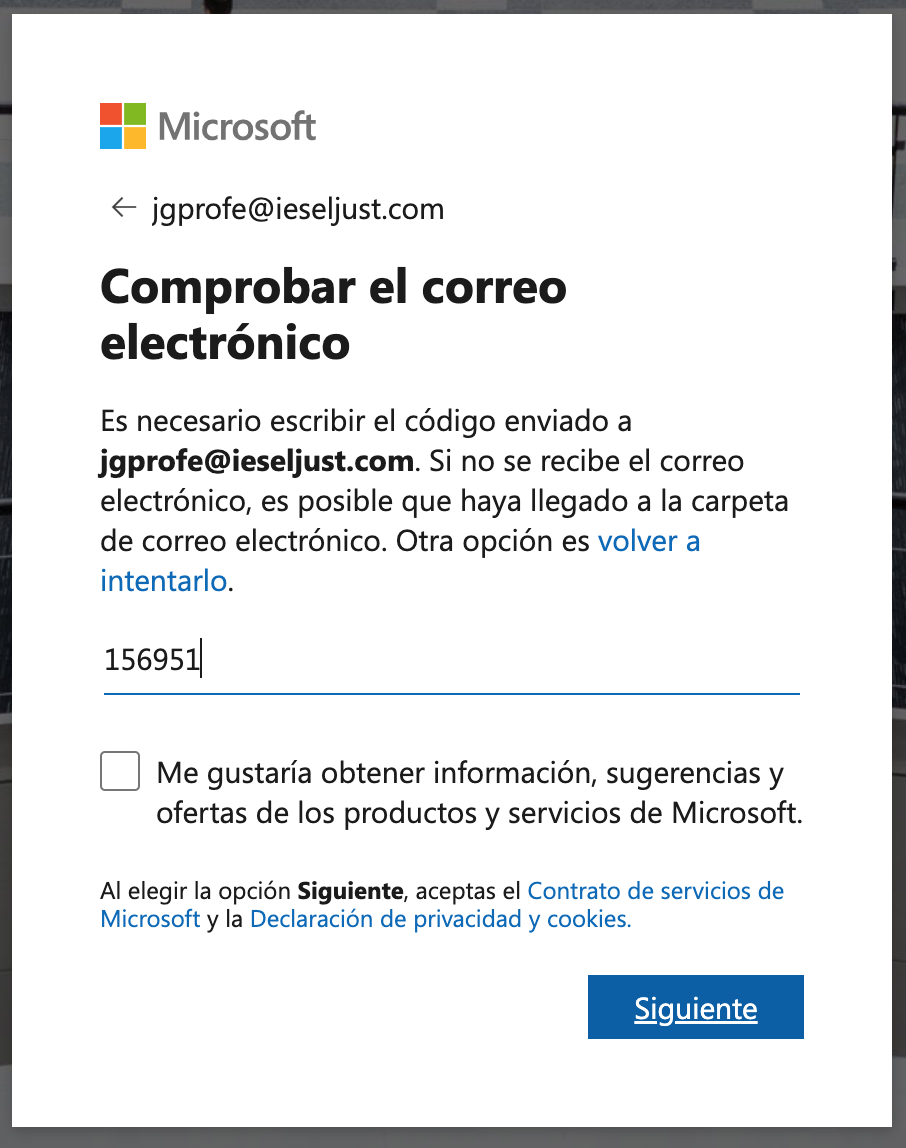 Microsoft
jgprofe@ieseljust.com
Comprobar el correo
electrónico
Es necesario escribir el código enviado a
jgprofe@ieseljust.com. Si no se recibe el correo
electrónico, es posible que haya llegado a la carpeta
de correo electrónico. Otra opción es volver a
intentarlo.
156951
Me gustaría obtener información, sugerencias y
ofertas de los productos y servicios de Microsoft.
Al elegir la opción Siguiente, aceptas el Contrato de servicios de
Microsoft y la Declaración de privacidad y cookies.
Siguiente